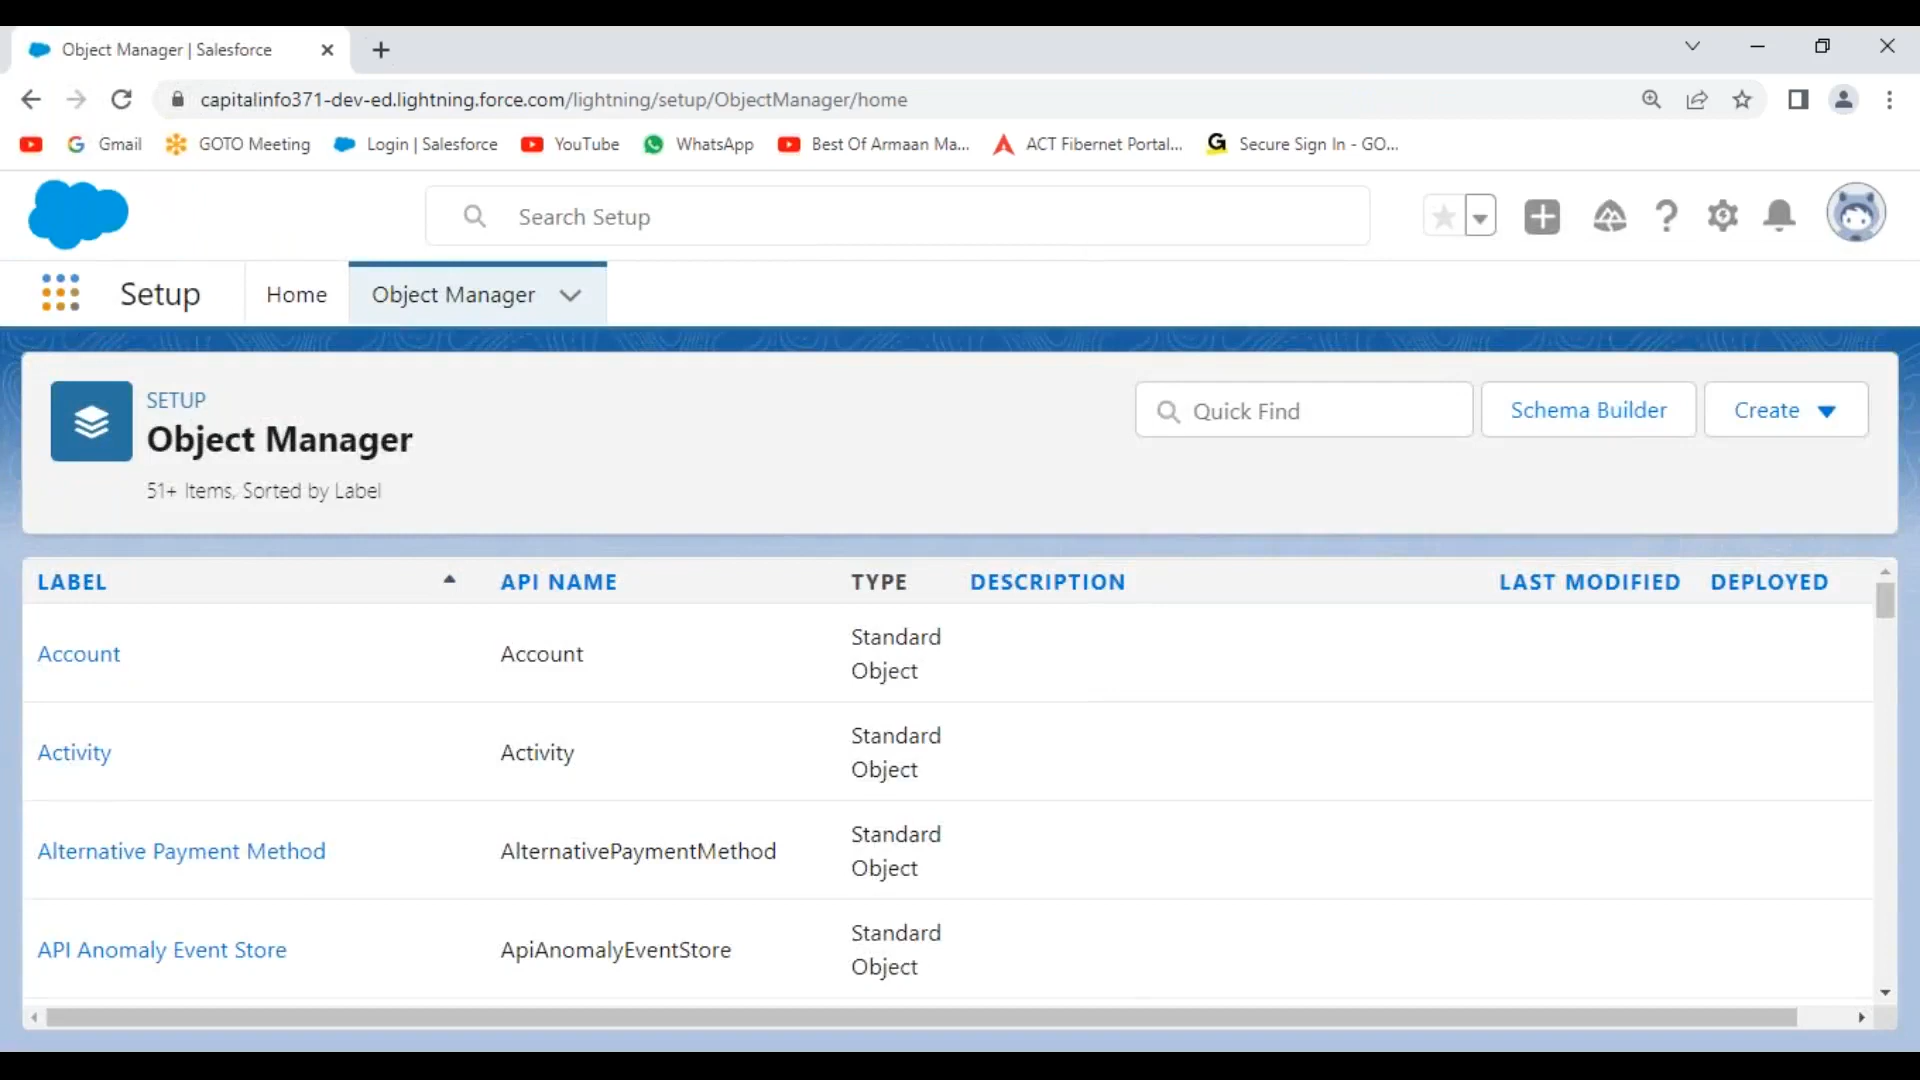 Object Manager | Salesforce
capitalinfo371-dev-ed.lightning.force.com/lightning/setup/ObjectManager/home
Gmail GOTO Meeting Login | Salesforce YouTube WhatsApp Best Of Armaan Ma... ACT Fibernet Portal... Secure Sign In - GO...
Search Setup
Setup Home Object Manager
SETUP
Object Manager
51+ Items, Sorted by Label
Quick Find Schema Builder Create
LABEL API NAME TYPE DESCRIPTION LAST MODIFIED DEPLOYED
Account Account Standard Object
Activity Activity Standard Object
Alternative Payment Method AlternativePaymentMethod Standard Object
API Anomaly Event Store ApiAnomalyEventStore Standard Object